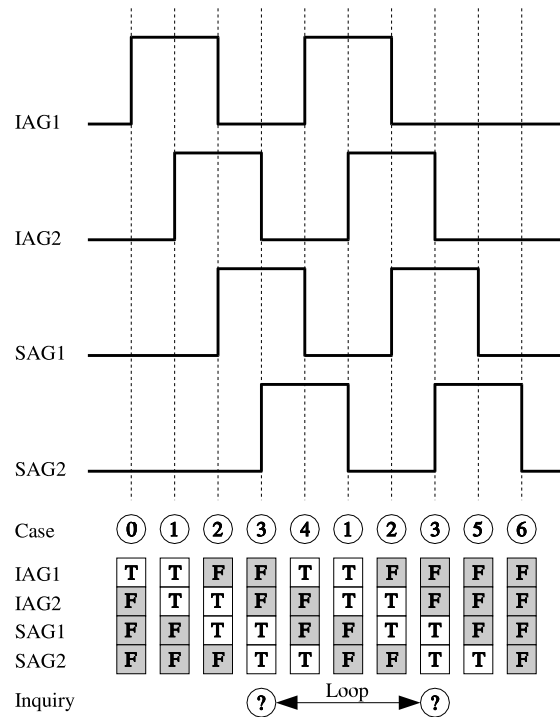 IAG1
IAG2
SAG1
SAG2
Case 0 1 2 3 4 1 2 3 5 6
IAG1 T T F F T T F F F F
IAG2 F T T F F T T F F F
SAG1 F F T T F F T T F F
SAG2 F F F T T F F T T F
Inquiry ? Loop ?